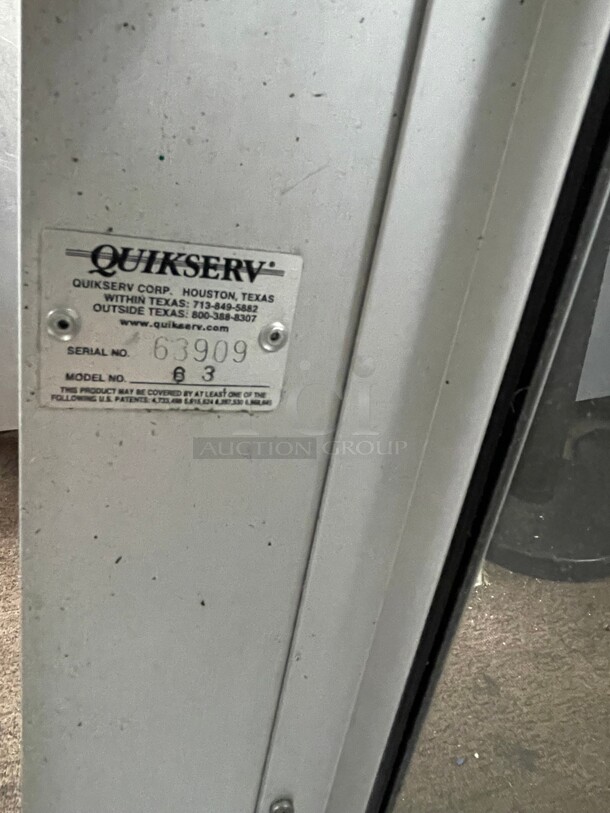 QUIKSERV®
QUIKSERV CORP. HOUSTON, TEXAS
WITHIN TEXAS: 713-849-5882
OUTSIDE TEXAS: 800-388-8307
www.quikserv.com
SERIAL NO. 63909
MODEL NO. 3
THIS PRODUCT MAY BE COVERED BY AT LEAST ONE OF THE
FOLLOWING U.S. PATENTS:
AUCTION GROUP